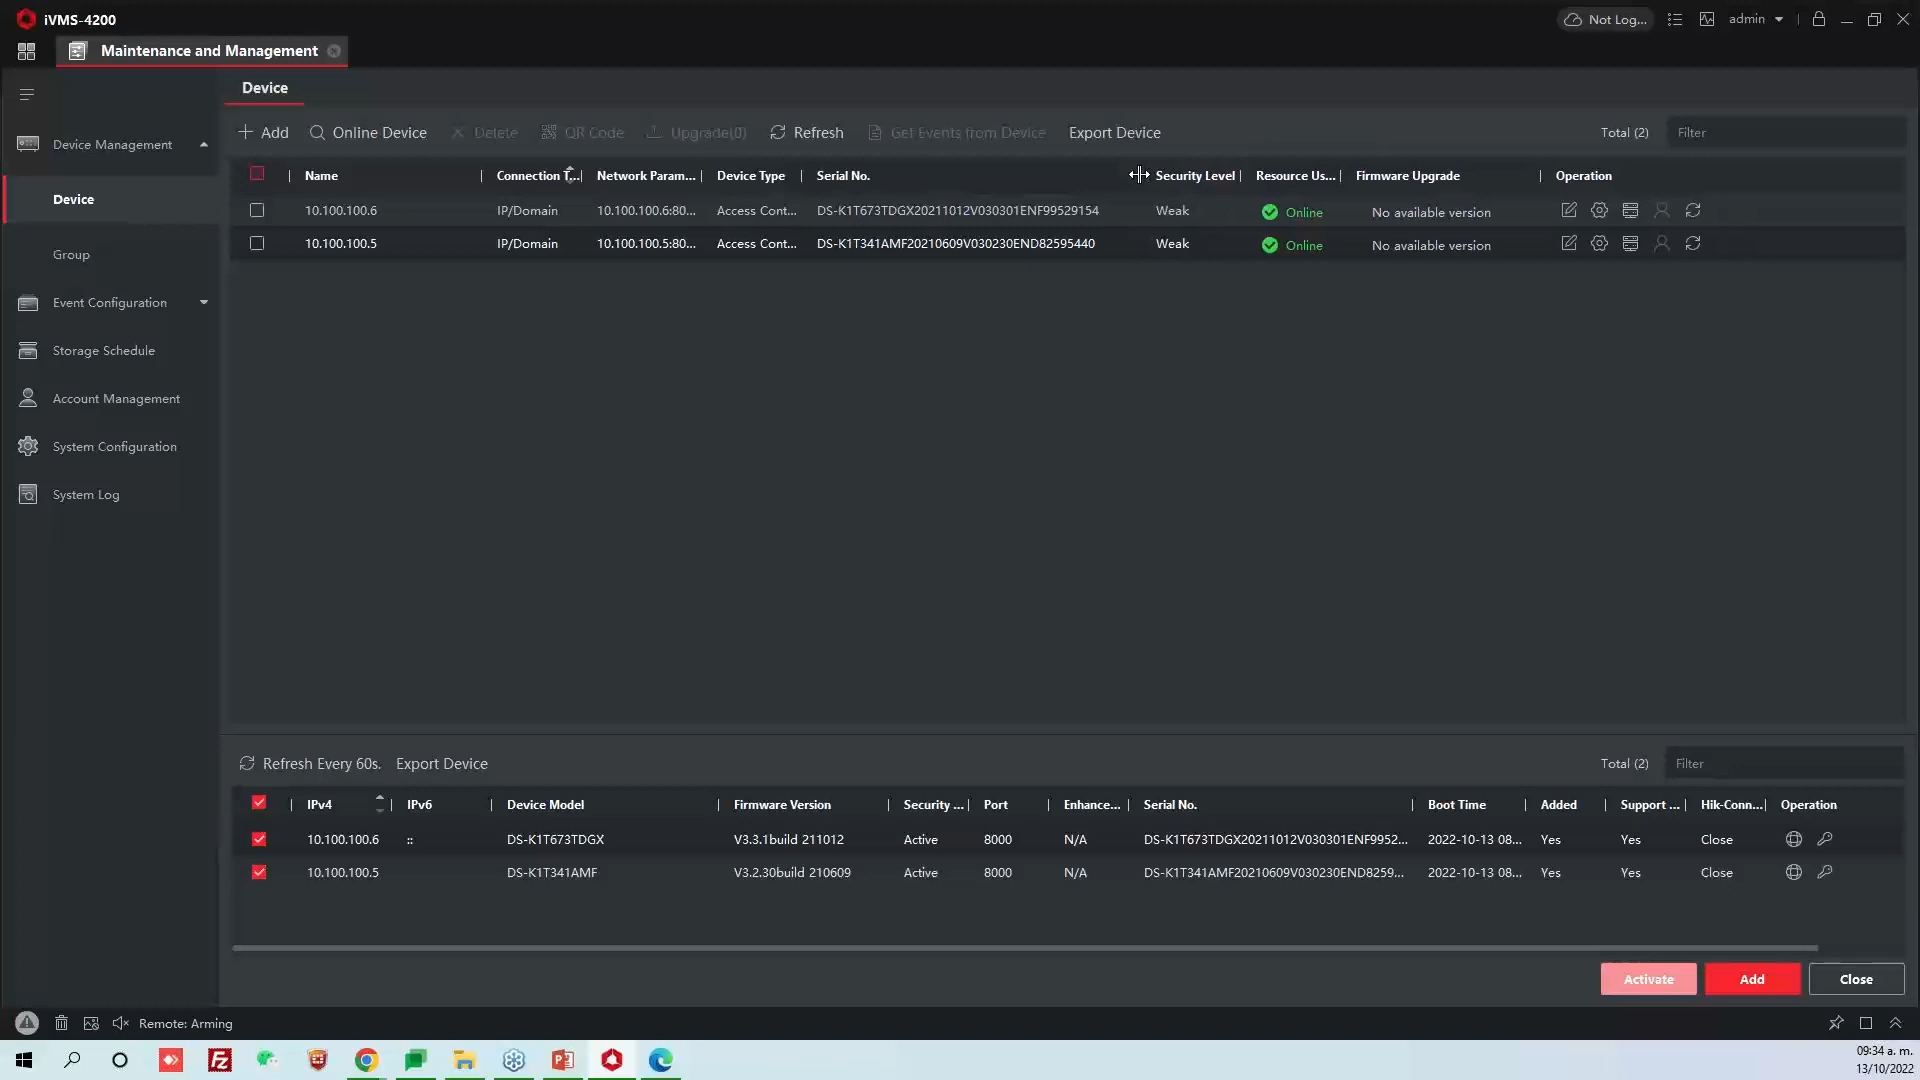 iVMS-4200
Not Log...
admin
Maintenance and Management
Device
Add
Online Device
Delete
QR Code
Upgrade(0)
Refresh
Get Events from Device
Export Device
Total (2)
Filter
Device Management
Device
Group
Event Configuration
Storage Schedule
Account Management
System Configuration
System Log
Name | Connection T... | Network Param... | Device Type | Serial No. | Security Level | Resource Us... | Firmware Upgrade | Operation
10.100.100.6 IP/Domain 10.100.100.6:80... Access Cont... DS-K1T673TDGX20211012V030301ENF99529154 Weak Online No available version
10.100.100.5 IP/Domain 10.100.100.5:80... Access Cont... DS-K1T341AMF20210609V030230END82595440 Weak Online No available version
Refresh Every 60s.
Export Device
Total (2)
Filter
IPv4 | IPv6 | Device Model | Firmware Version | Security ... | Port | Enhance... | Serial No. | Boot Time | Added | Support ... | Hik-Conn... | Operation
10.100.100.6 :: DS-K1T673TDGX V3.3.1build 211012 Active 8000 N/A DS-K1T673TDGX20211012V030301ENF9952... 2022-10-13 08... Yes Yes Close
10.100.100.5 DS-K1T341AMF V3.2.30build 210609 Active 8000 N/A DS-K1T341AMF20210609V030230END8259... 2022-10-13 08... Yes Yes Close
Activate
Add
Close
Remote: Arming
09:34 a. m.
13/10/2022